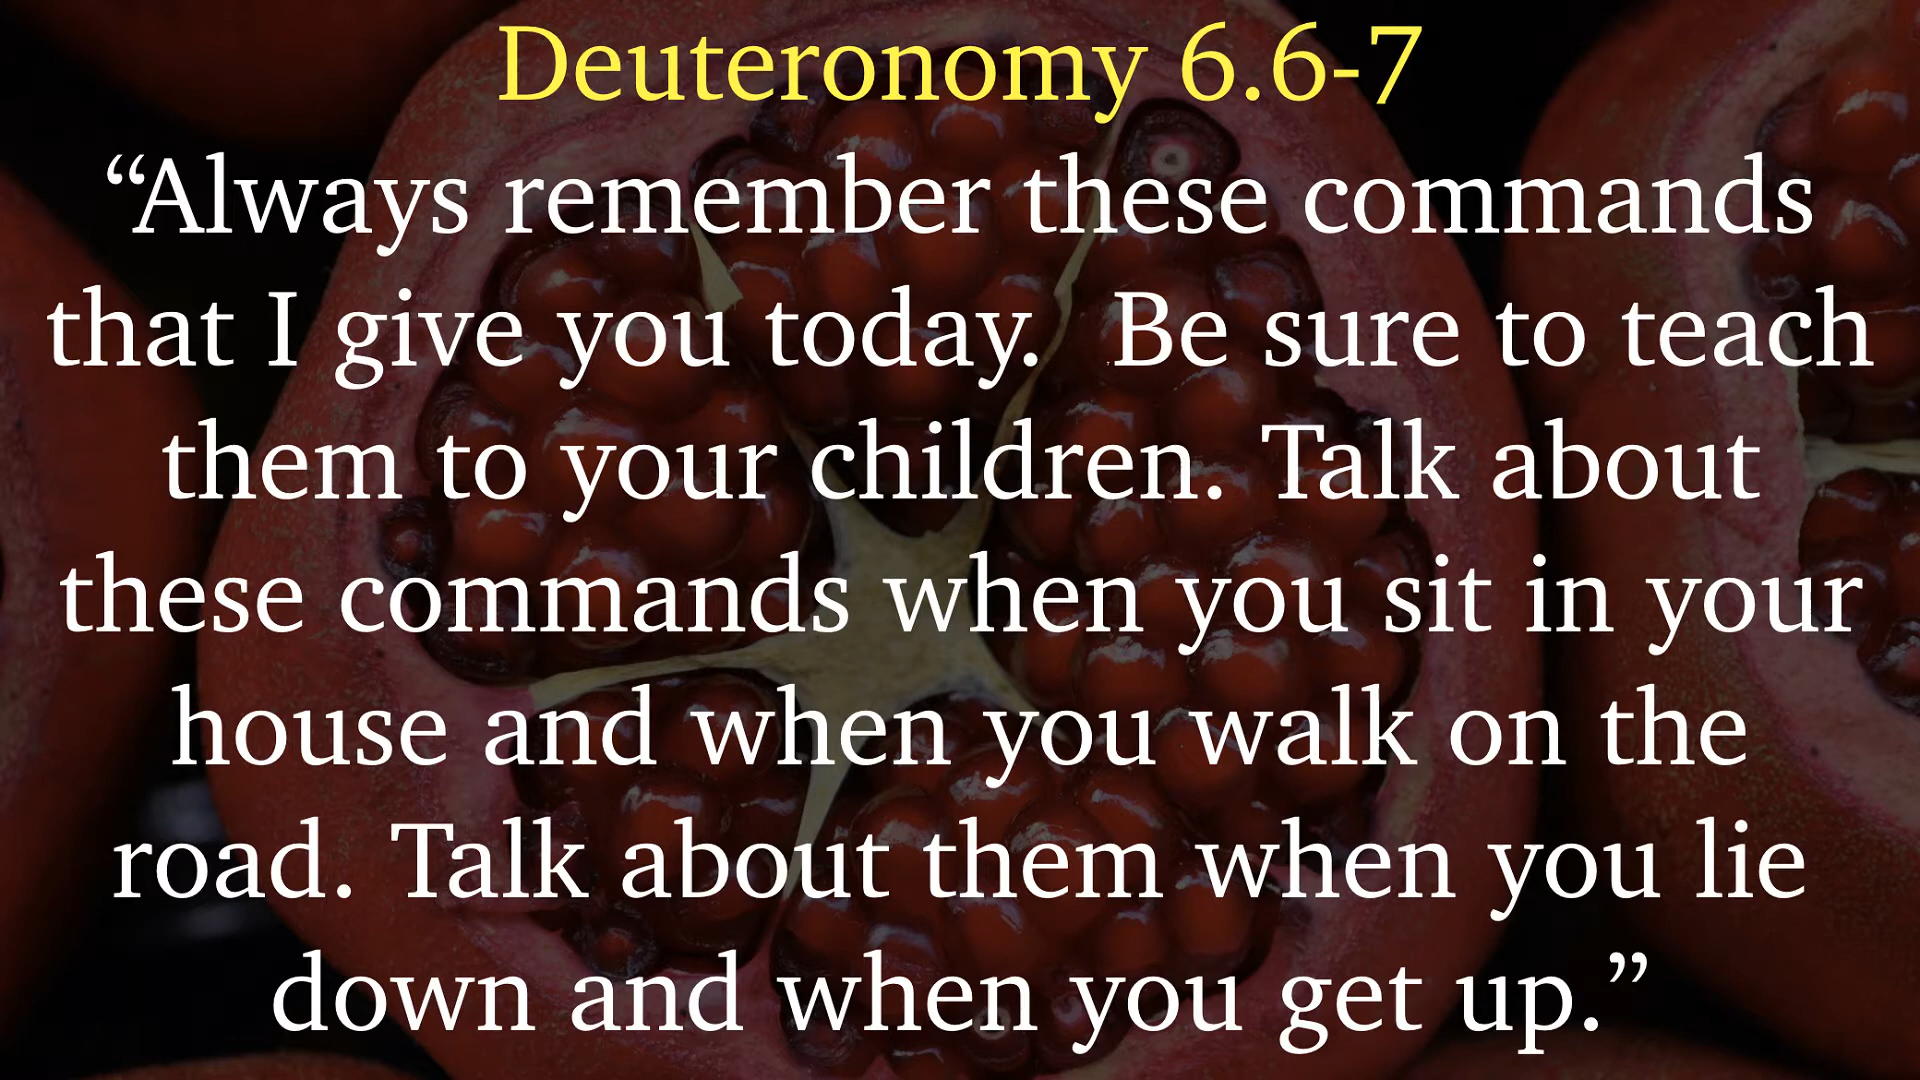 Deuteronomy 6.6-7
“Always remember these commands
that I give you today.  Be sure to teach
them to your children. Talk about
these commands when you sit in your
house and when you walk on the
road. Talk about them when you lie
down and when you get up.”